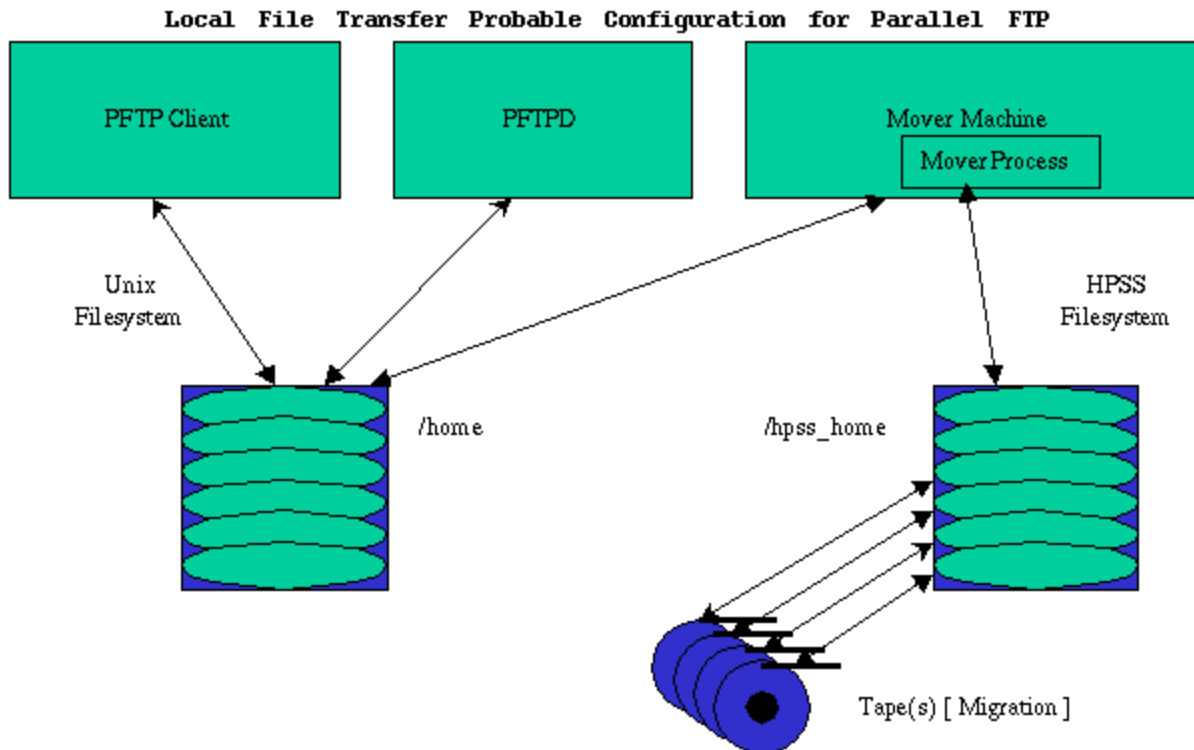 Local File Transfer Probable Configuration for Parallel FTP
PFTP Client
PFTPD
Mover Machine
Mover Process
Unix
Filesystem
HPSS
Filesystem
/home
/hpss_home
Tape(s) [ Migration ]